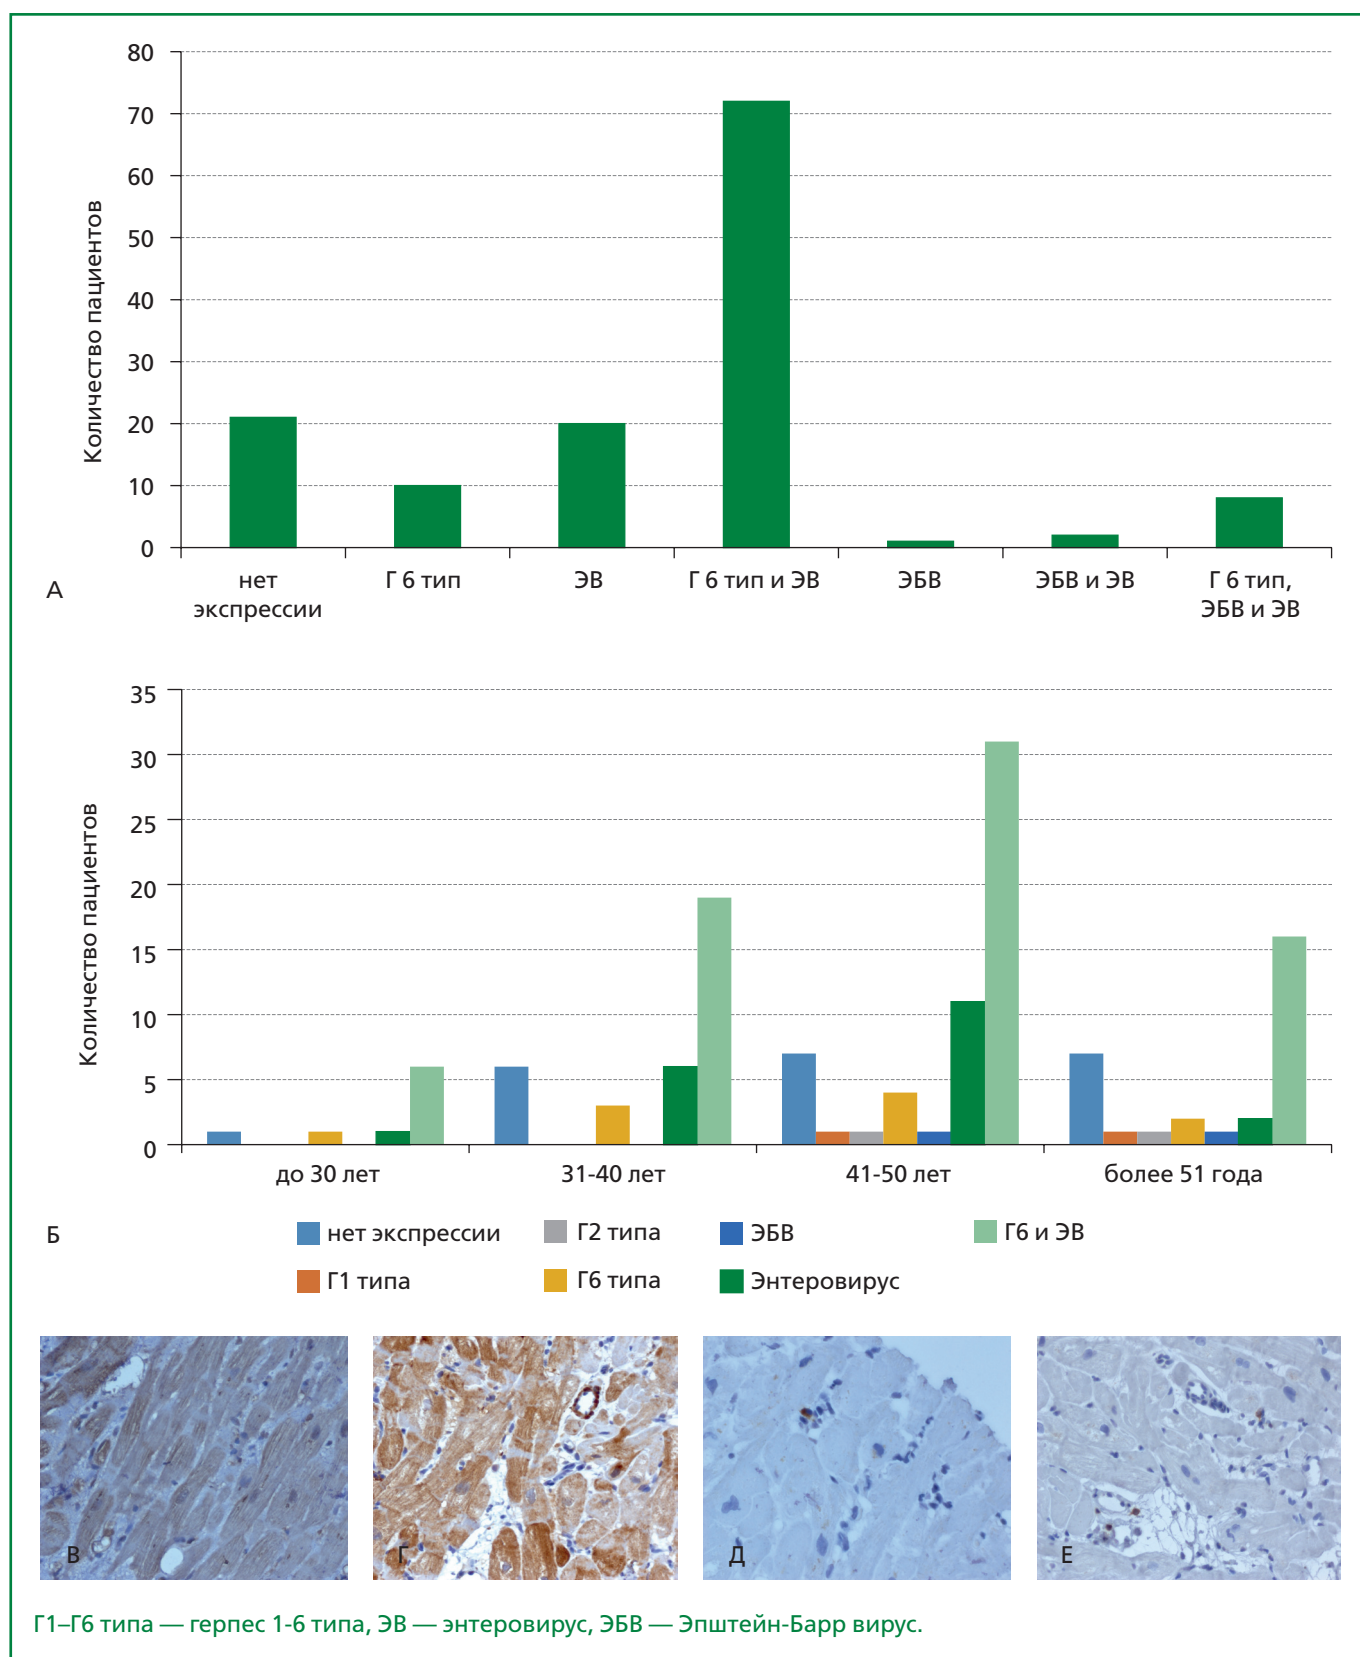 80
70
60
50
40
30
20
10
0
Количество пациентов
нет
экспрессии
Г 6 тип
ЭВ
Г 6 тип и ЭВ
ЭБВ
ЭБВ и ЭВ
Г 6 тип,
ЭБВ и ЭВ
А
35
30
25
20
15
10
5
0
Количество пациентов
до 30 лет
31-40 лет
41-50 лет
более 51 года
Б
нет экспрессии
Г2 типа
ЭБВ
Г6 и ЭВ
Г1 типа
Г6 типа
Энтеровирус
В
Г
Д
Е
Г1–Г6 типа — герпес 1-6 типа, ЭВ — энтеровирус, ЭБВ — Эпштейн-Барр вирус.